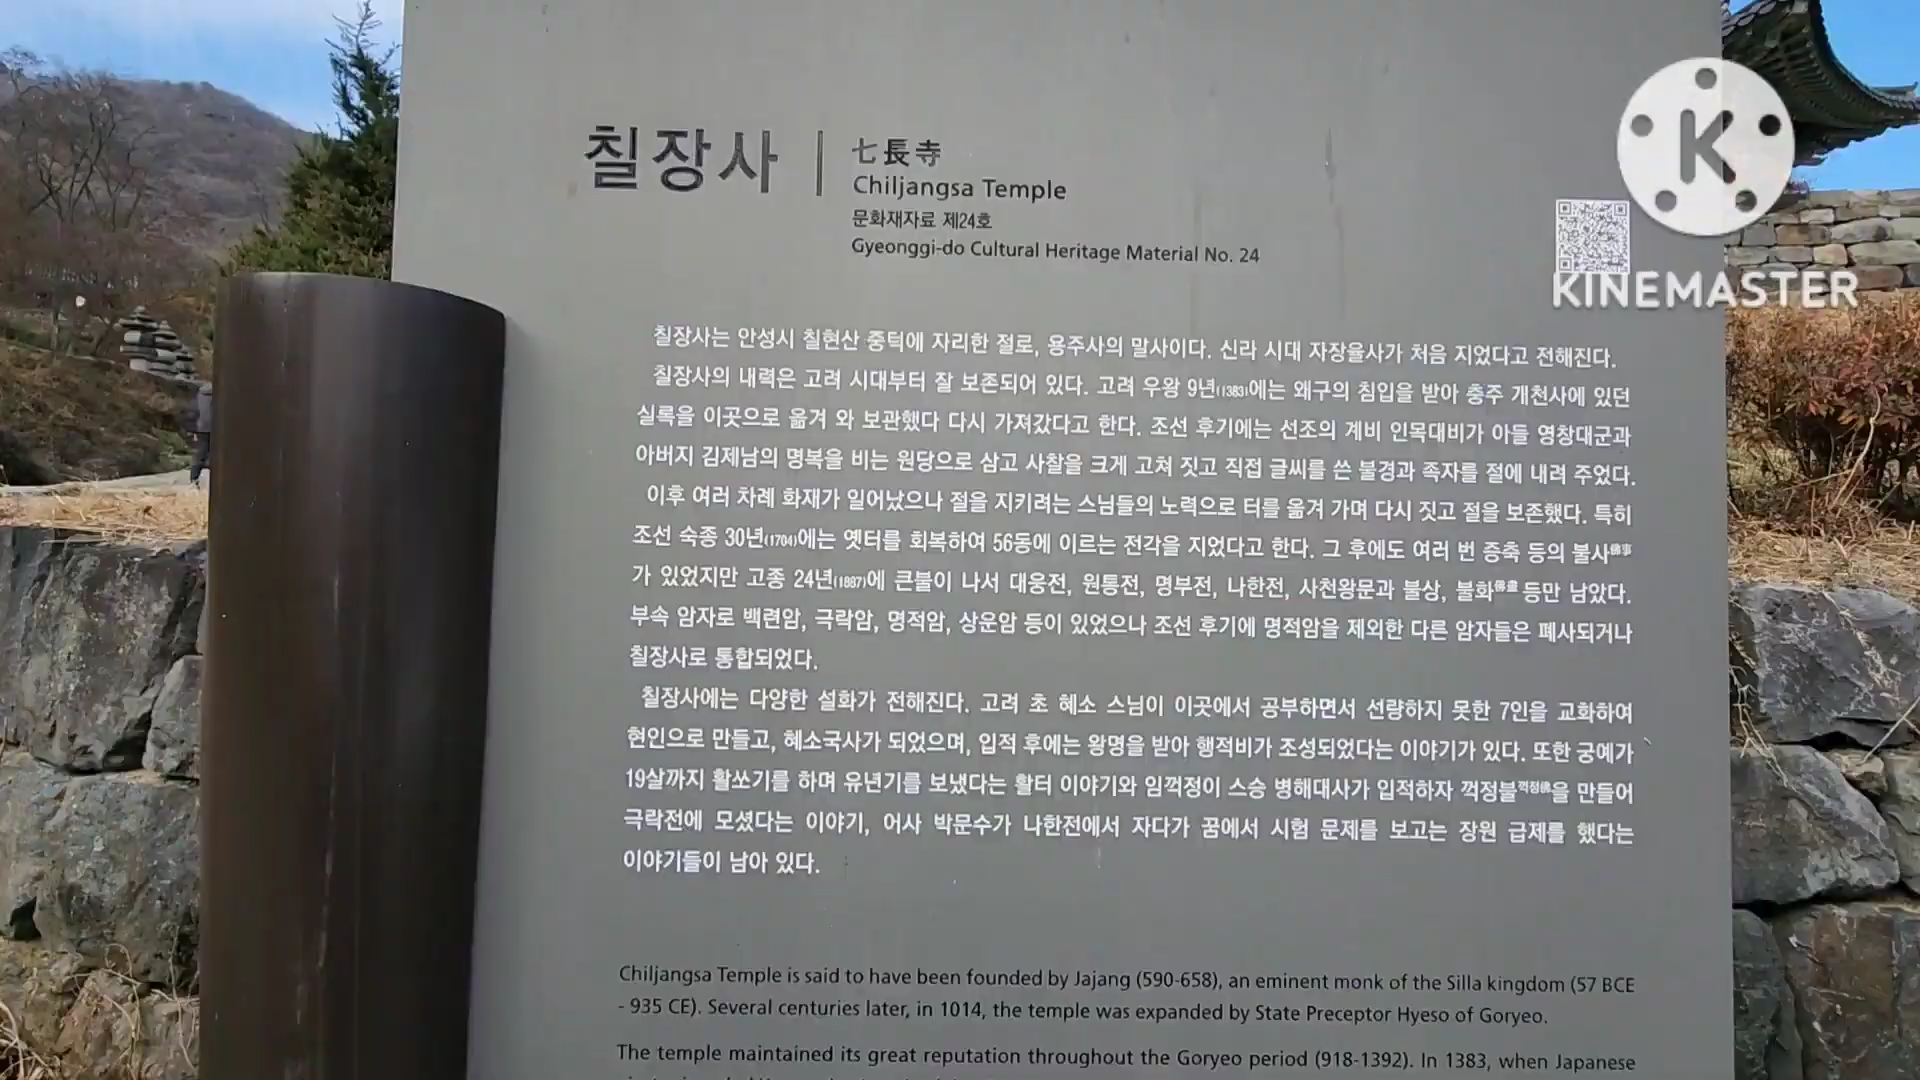 칠장사
七長寺
Chiljangsa Temple
문화재자료 제24호
Gyeonggi-do Cultural Heritage Material No. 24
K
KINEMASTER
칠장사는 안성시 칠현산 중턱에 자리한 절로, 용주사의 말사이다. 신라 시대 자장율사가 처음 지었다고 전해진다.
칠장사의 내력은 고려 시대부터 잘 보존되어 있다. 고려 우왕 9년(1383)에는 왜구의 침입을 받아 충주 개천사에 있던
실록을 이곳으로 옮겨 와 보관했다 다시 가져갔다고 한다. 조선 후기에는 선조의 계비 인목대비가 아들 영창대군과
아버지 김제남의 명복을 비는 원당으로 삼고 사찰을 크게 고쳐 짓고 직접 글씨를 쓴 불경과 족자를 절에 내려 주었다.
이후 여러 차례 화재가 일어났으나 절을 지키려는 스님들의 노력으로 터를 옮겨 가며 다시 짓고 절을 보존했다. 특히
조선 숙종 30년(1704)에는 옛터를 회복하여 56동에 이르는 전각을 지었다고 한다. 그 후에도 여러 번 증축 등의 불사佛事
가 있었지만 고종 24년(1887)에 큰불이 나서 대웅전, 원통전, 명부전, 나한전, 사천왕문과 불상, 불화佛畫 등만 남았다.
부속 암자로 백련암, 극락암, 명적암, 상운암 등이 있었으나 조선 후기에 명적암을 제외한 다른 암자들은 폐사되거나
칠장사로 통합되었다.
칠장사에는 다양한 설화가 전해진다. 고려 초 혜소 스님이 이곳에서 공부하면서 선량하지 못한 7인을 교화하여
현인으로 만들고, 혜소국사가 되었으며, 입적 후에는 왕명을 받아 행적비가 조성되었다는 이야기가 있다. 또한 궁예가
19살까지 활쏘기를 하며 유년기를 보냈다는 활터 이야기와 임꺽정이 스승 병해대사가 입적하자 꺽정불꺽정佛을 만들어
극락전에 모셨다는 이야기, 어사 박문수가 나한전에서 자다가 꿈에서 시험 문제를 보고는 장원 급제를 했다는
이야기들이 남아 있다.
Chiljangsa Temple is said to have been founded by Jajang (590-658), an eminent monk of the Silla kingdom (57 BCE
- 935 CE). Several centuries later, in 1014, the temple was expanded by State Preceptor Hyeso of Goryeo.
The temple maintained its great reputation throughout the Goryeo period (918-1392). In 1383, when Japanese